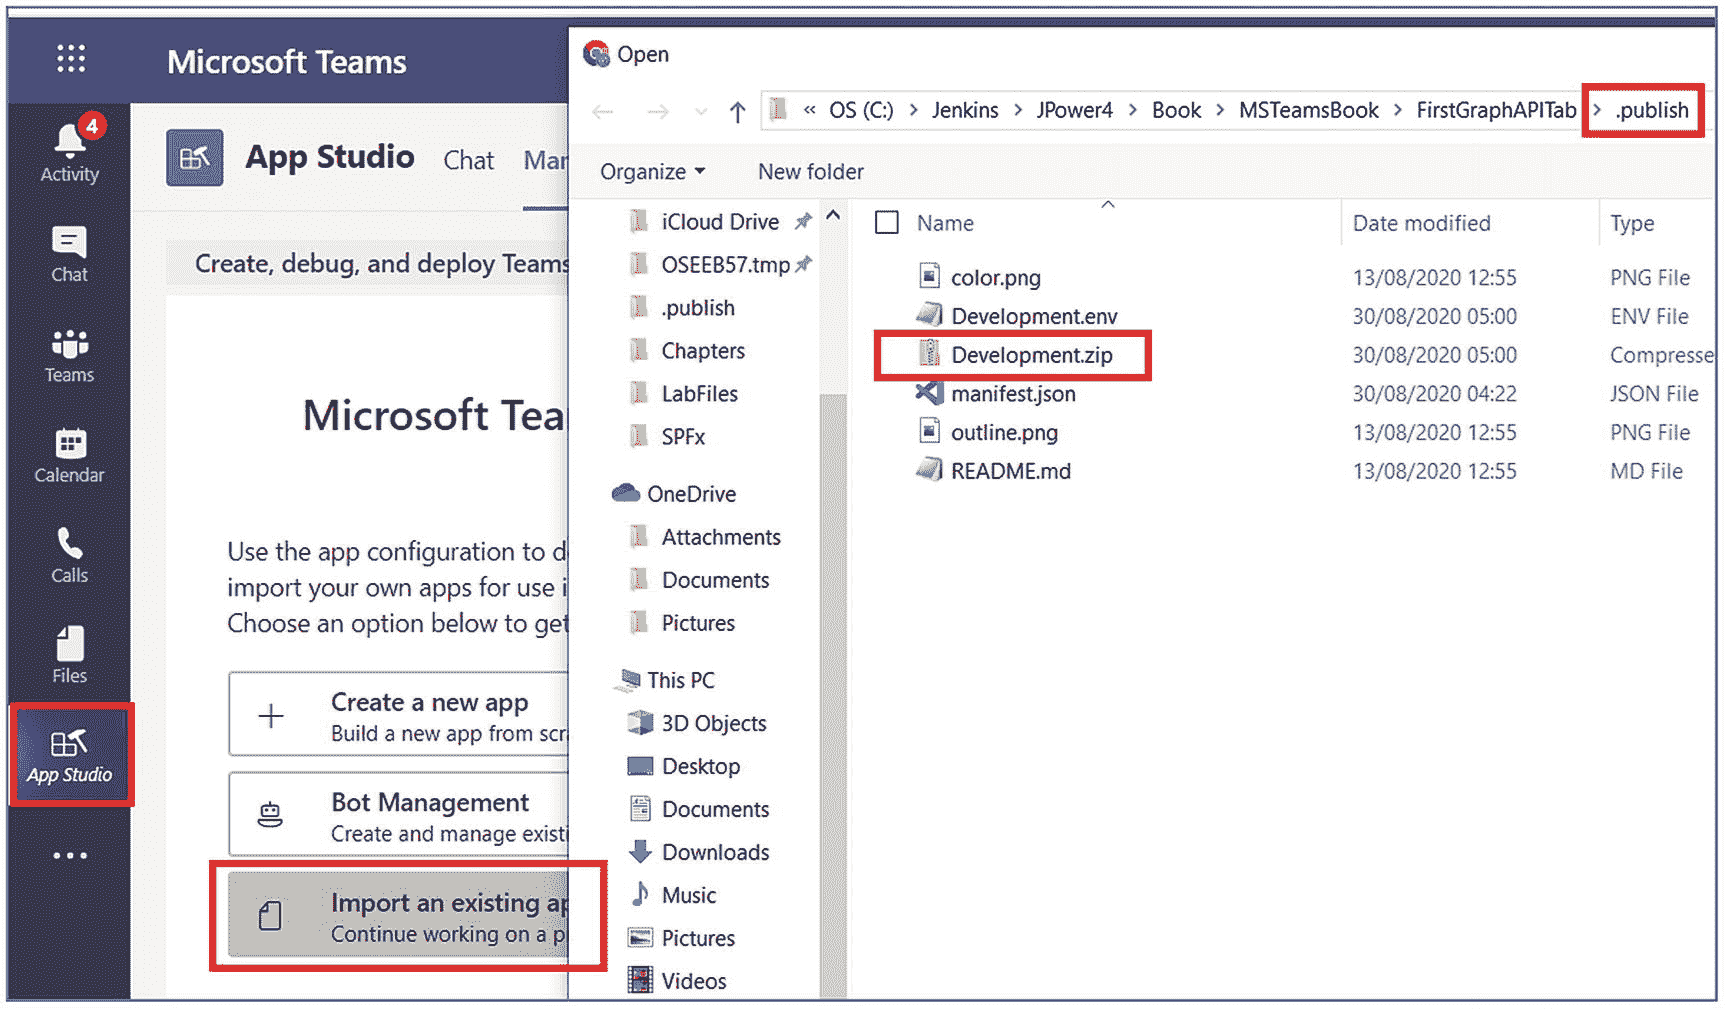 Microsoft Teams
4
Activity
Chat
Teams
Calendar
Calls
Files
App Studio
App Studio
Chat
Man
Create, debug, and deploy Teams
Microsoft Tea
Use the app configuration to d
import your own apps for use i
Choose an option below to get
Create a new app
Build a new app from scra
Bot Management
Create and manage existi
Import an existing ap
Continue working on a p
Open
« OS (C:) > Jenkins > JPower4 > Book > MSTeamsBook > FirstGraphAPITab > .publish
Organize
New folder
iCloud Drive
OSEEB57.tmp
.publish
Chapters
LabFiles
SPFx
OneDrive
Attachments
Documents
Pictures
This PC
3D Objects
Desktop
Documents
Downloads
Music
Pictures
Videos
Name Date modified Type
color.png 13/08/2020 12:55 PNG File
Development.env 30/08/2020 05:00 ENV File
Development.zip 30/08/2020 05:00 Compresse
manifest.json 30/08/2020 04:22 JSON File
outline.png 13/08/2020 12:55 PNG File
README.md 13/08/2020 12:55 MD File